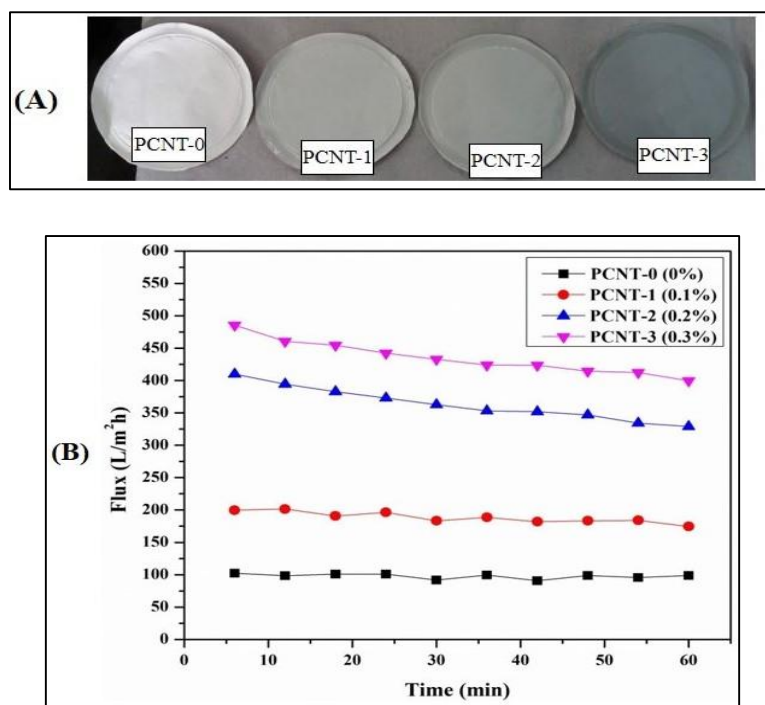 (A)
PCNT-0
PCNT-1
PCNT-2
PCNT-3
(B)
600
550
500
450
400
350
300
250
200
150
100
50
0
Flux (L/m²h)
PCNT-0 (0%)
PCNT-1 (0.1%)
PCNT-2 (0.2%)
PCNT-3 (0.3%)
0 10 20 30 40 50 60
Time (min)